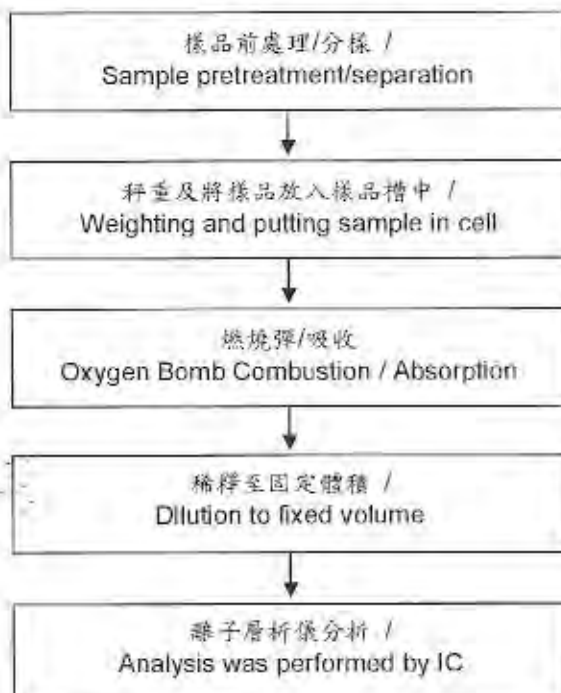 樣品前處理/分樣 /
Sample pretreatment/separation
秤重及將樣品放入樣品槽中 /
Weighting and putting sample in cell
燃燒彈/吸收
Oxygen Bomb Combustion / Absorption
稀釋至固定體積 /
Dilution to fixed volume
離子層析儀分析 /
Analysis was performed by IC